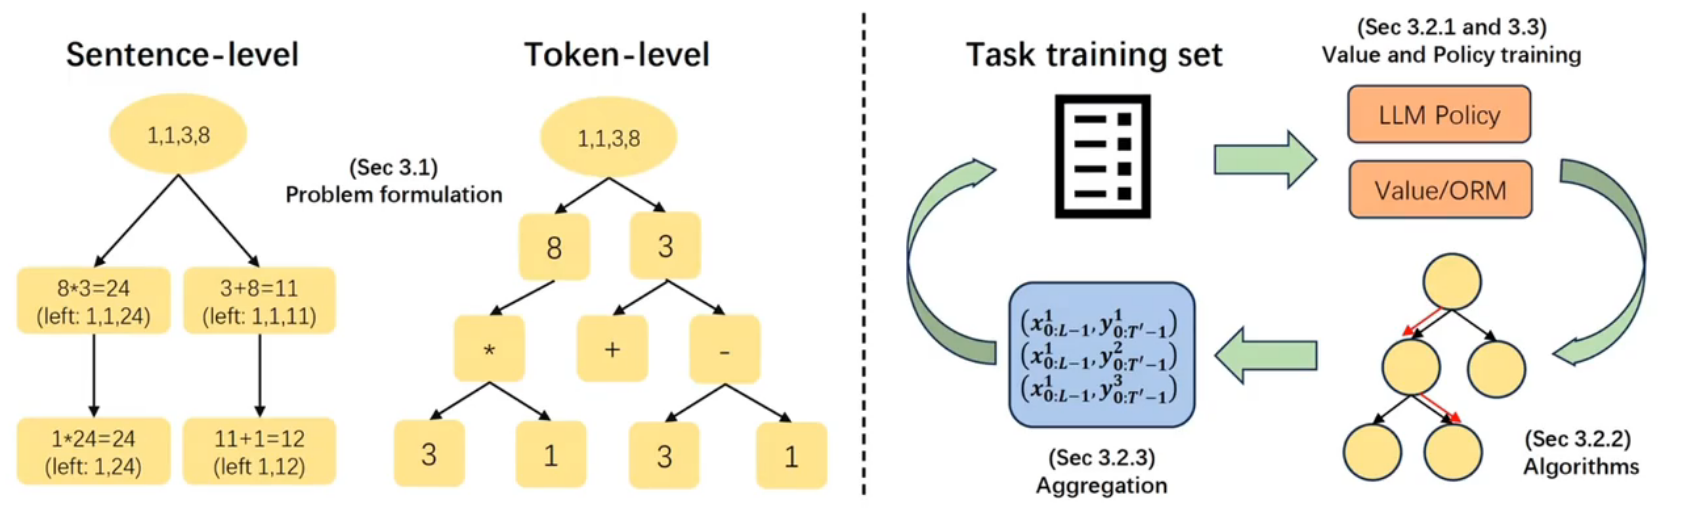 Sentence-level
1,1,3,8
8*3=24
(left: 1,1,24)
3+8=11
(left: 1,1,11)
1*24=24
(left: 1,24)
11+1=12
(left 1,12)
(Sec 3.1)
Problem formulation
Token-level
1,1,3,8
8
3
*
+
-
3
1
3
1
Task training set
(Sec 3.2.1 and 3.3)
Value and Policy training
LLM Policy
Value/ORM
(Sec 3.2.2)
Algorithms
(x^1_{0:L−1}, y^1_{0:T′−1})
(x^1_{0:L−1}, y^2_{0:T′−1})
(x^1_{0:L−1}, y^3_{0:T′−1})
(Sec 3.2.3)
Aggregation